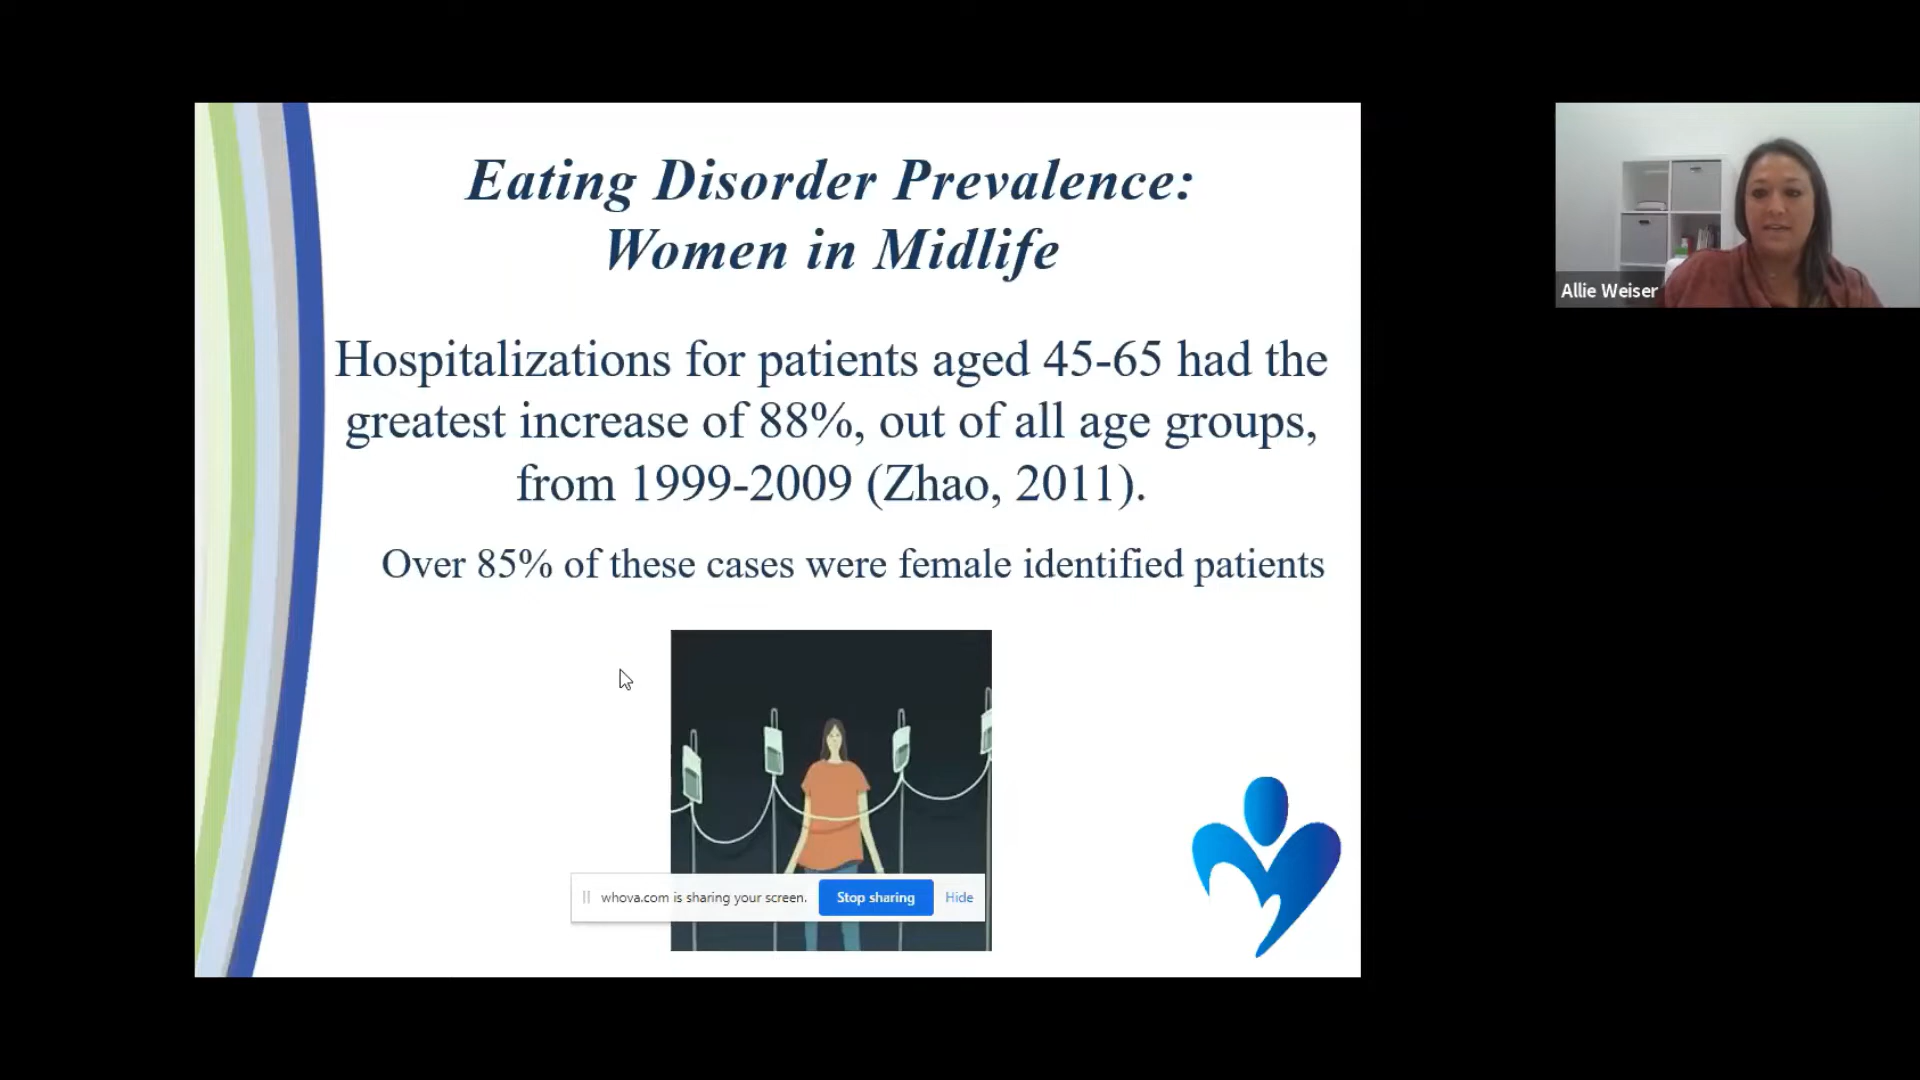 Eating Disorder Prevalence:
Women in Midlife
Hospitalizations for patients aged 45-65 had the
greatest increase of 88%, out of all age groups,
from 1999-2009 (Zhao, 2011).
Over 85% of these cases were female identified patients
whova.com is sharing your screen.
Stop sharing
Hide
Allie Weiser